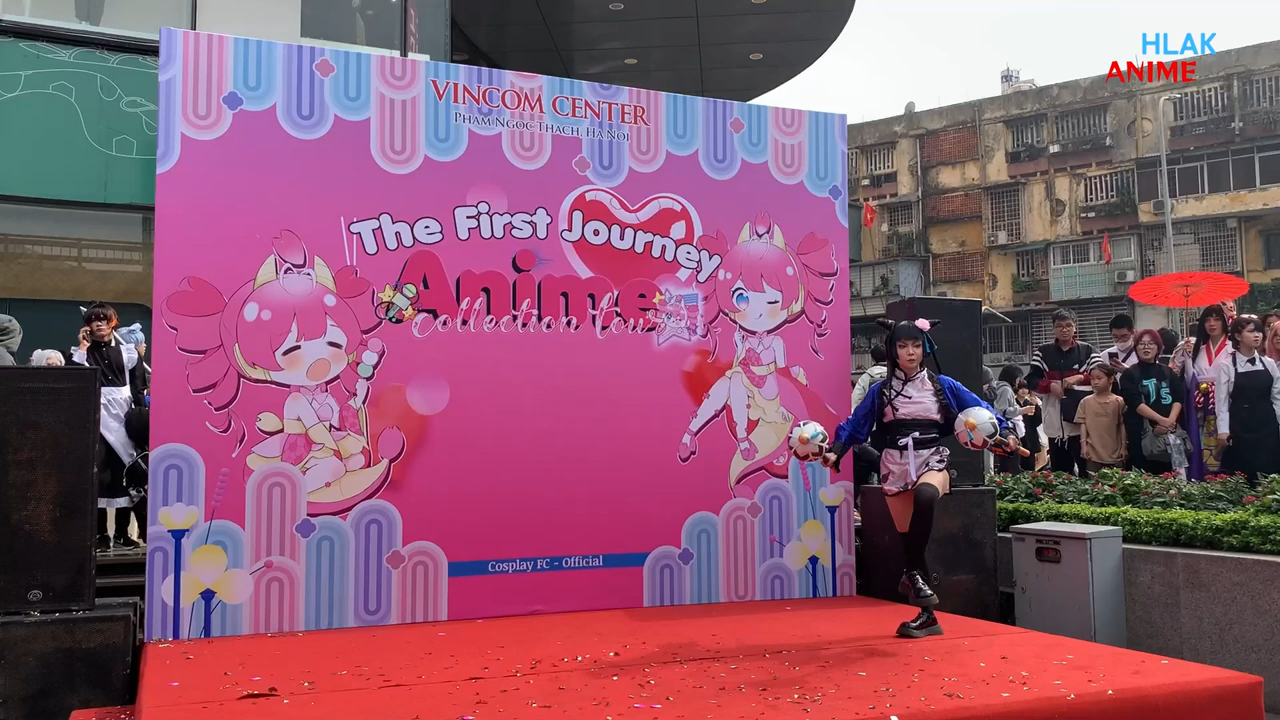 HLAK
ANIME
VINCOM CENTER
PHAM NGOC THACH, HA NOI
The First Journey
Anime
Collection tour
Cosplay FC - Official
T's